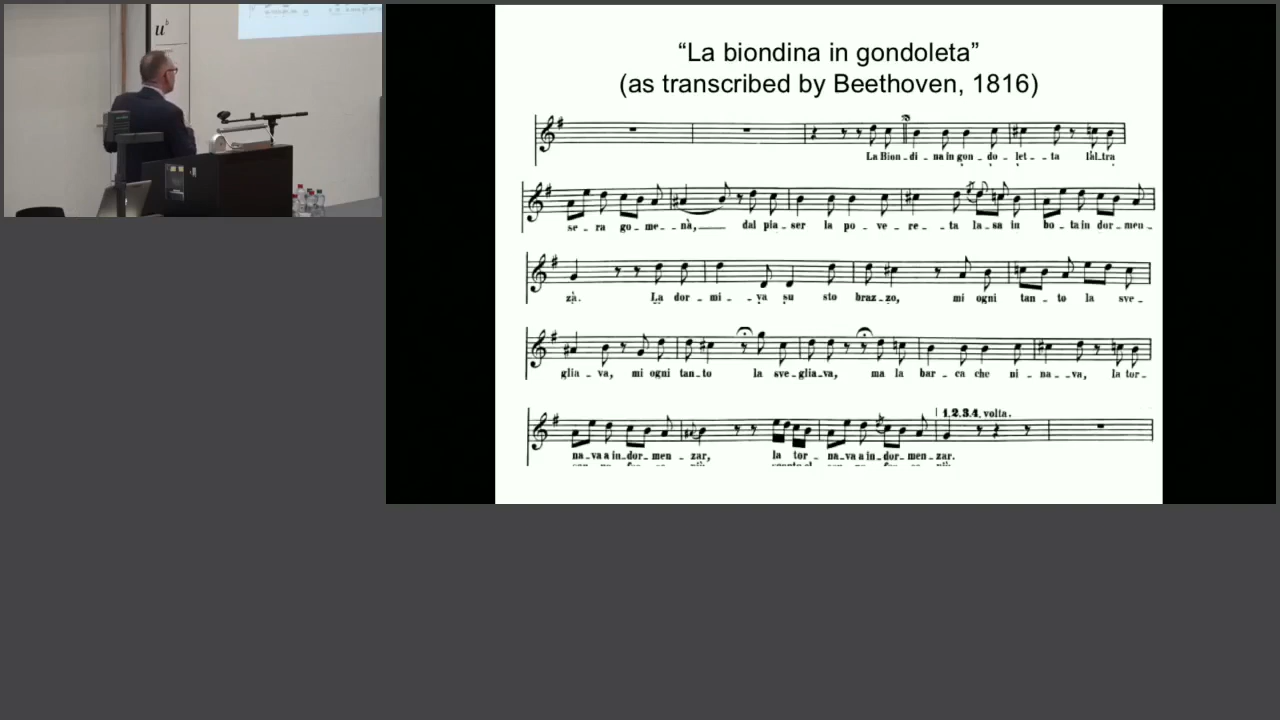 u^b
“La biondina in gondoleta”
(as transcribed by Beethoven, 1816)
La Bion - di - na in gon - do - let - ta l'al - tra
se - ra go - me - nà, dal pia - ser la po - ve - re - ta la - sa in bo - ta in dor - men -
zà. La dor - mi - va su sto braz - zo, mi ogni tan - to la sve -
glia - va, mi ogni tan - to la sve - glia - va, ma la bar - ca che ni - na - va, la tor -
1. 2. 3. 4. volta.
na - va a in - dor - men - zar, la tor - na - va a in - dor - men - zar.